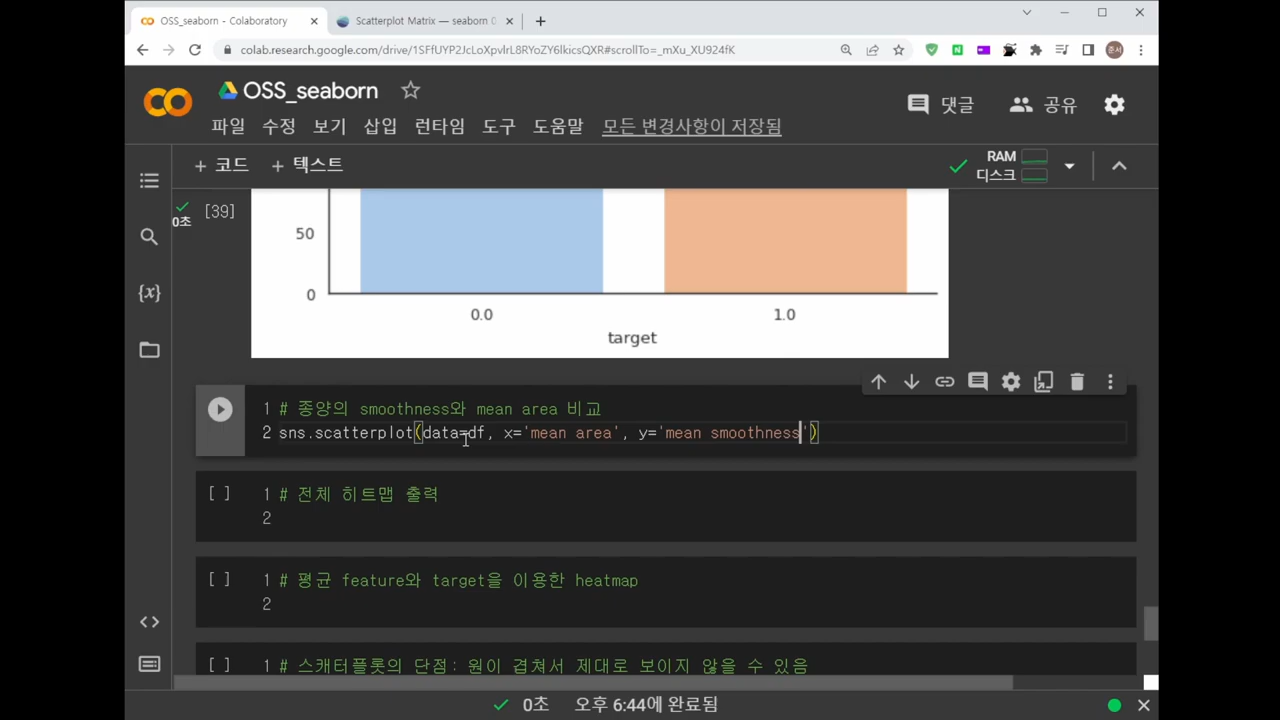 OSS_seaborn - Colaboratory
Scatterplot Matrix — seaborn 0
colab.research.google.com/drive/1SFfUYP2JcLoXpvlrL8RYoZY6lkicsQXR#scrollTo=_mXu_XU924fK
OSS_seaborn
댓글
공유
파일 수정 보기 삽입 런타임 도구 도움말 모든 변경사항이 저장됨
+ 코드 + 텍스트
RAM
디스크
[39]
0초
50
0
0.0 1.0
target
1 # 종양의 smoothness와 mean area 비교
2 sns.scatterplot(data=df, x='mean area', y='mean smoothness')
[ ] 1 # 전체 히트맵 출력
2
{x}
[ ] 1 # 평균 feature와 target을 이용한 heatmap
2
[ ] 1 # 스캐터플롯의 단점: 원이 겹쳐서 제대로 보이지 않을 수 있음
0초 오후 6:44에 완료됨